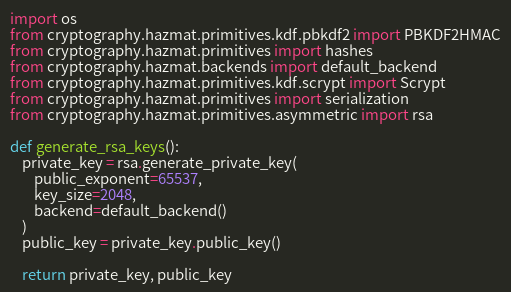 import os
from cryptography.hazmat.primitives.kdf.pbkdf2 import PBKDF2HMAC
from cryptography.hazmat.primitives import hashes
from cryptography.hazmat.backends import default_backend
from cryptography.hazmat.primitives.kdf.scrypt import Scrypt
from cryptography.hazmat.primitives import serialization
from cryptography.hazmat.primitives.asymmetric import rsa

def generate_rsa_keys():
    private_key = rsa.generate_private_key(
        public_exponent=65537,
        key_size=2048,
        backend=default_backend()
    )
    public_key = private_key.public_key()

    return private_key, public_key